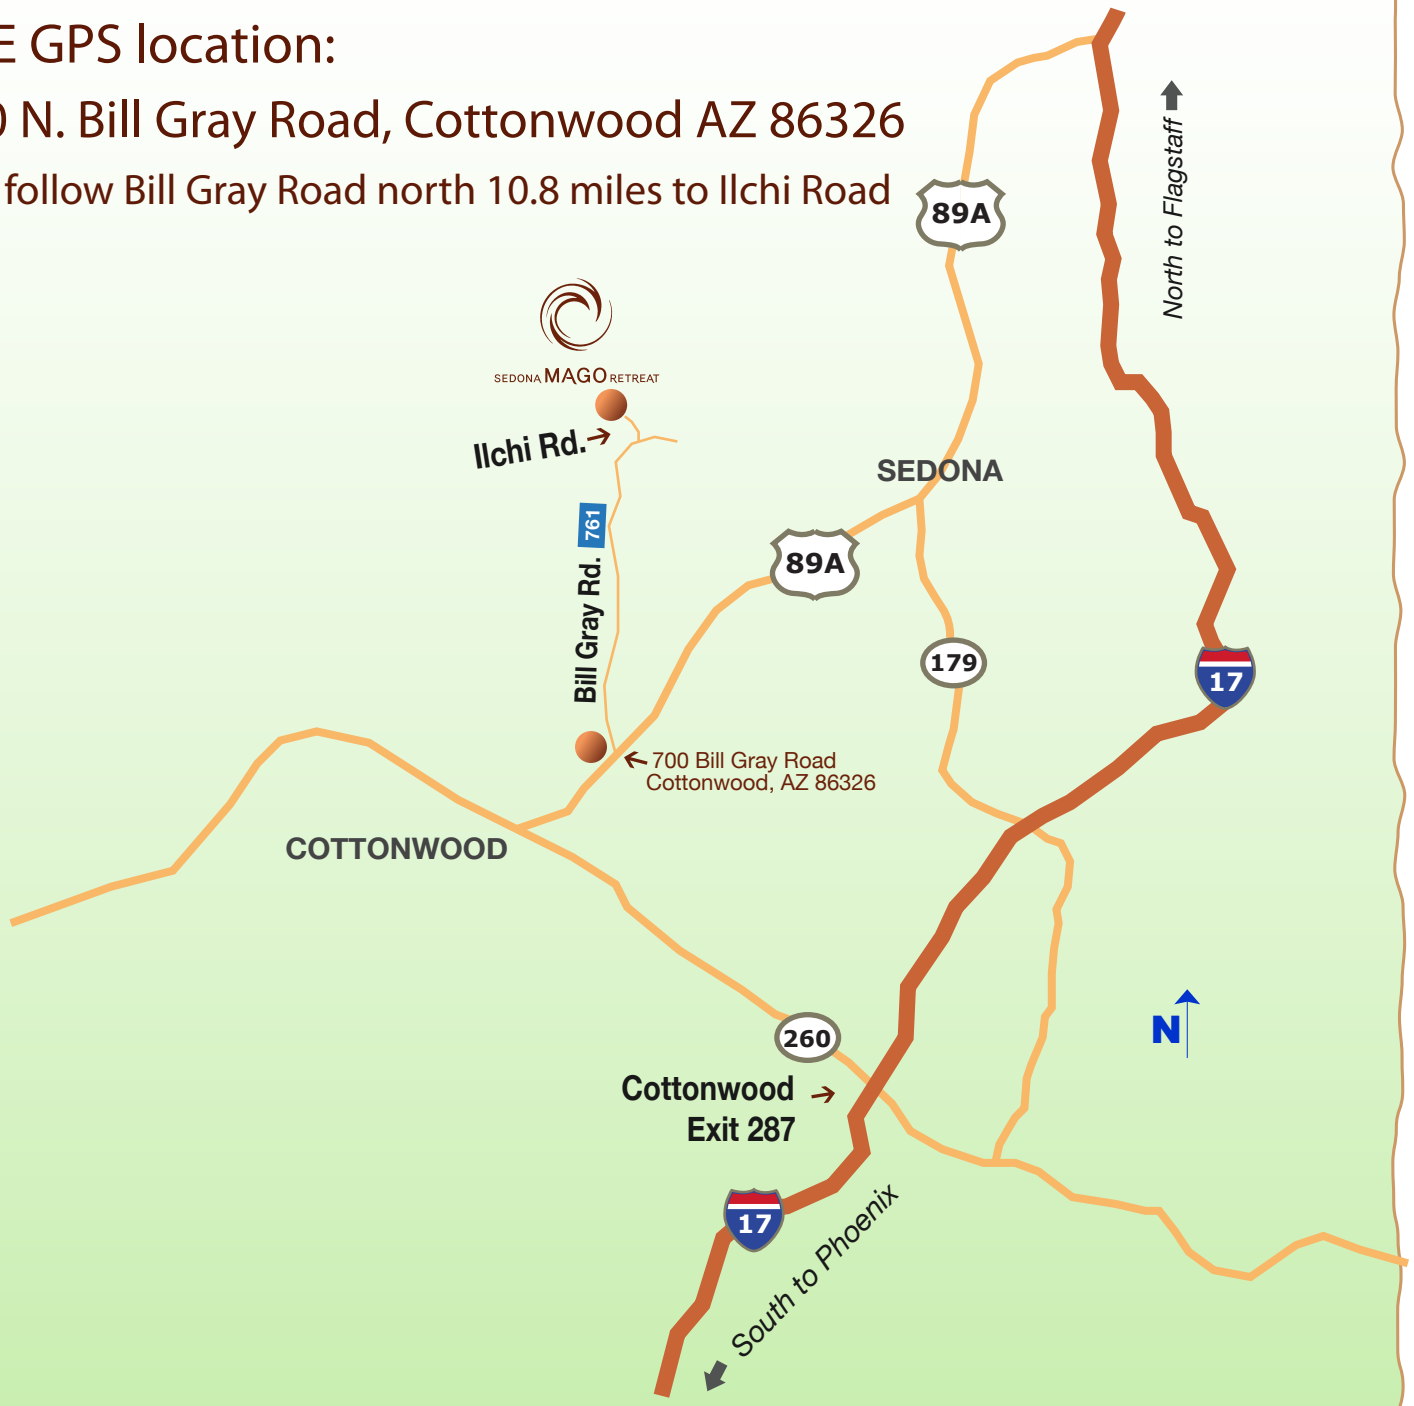 E GPS location:
0 N. Bill Gray Road, Cottonwood AZ 86326
follow Bill Gray Road north 10.8 miles to Ilchi Road
89A
North to Flagstaff
SEDONA MAGO RETREAT
Ilchi Rd.
SEDONA
761
89A
Bill Gray Rd.
179
17
700 Bill Gray Road
Cottonwood, AZ 86326
COTTONWOOD
N
260
Cottonwood
Exit 287
17
South to Phoenix